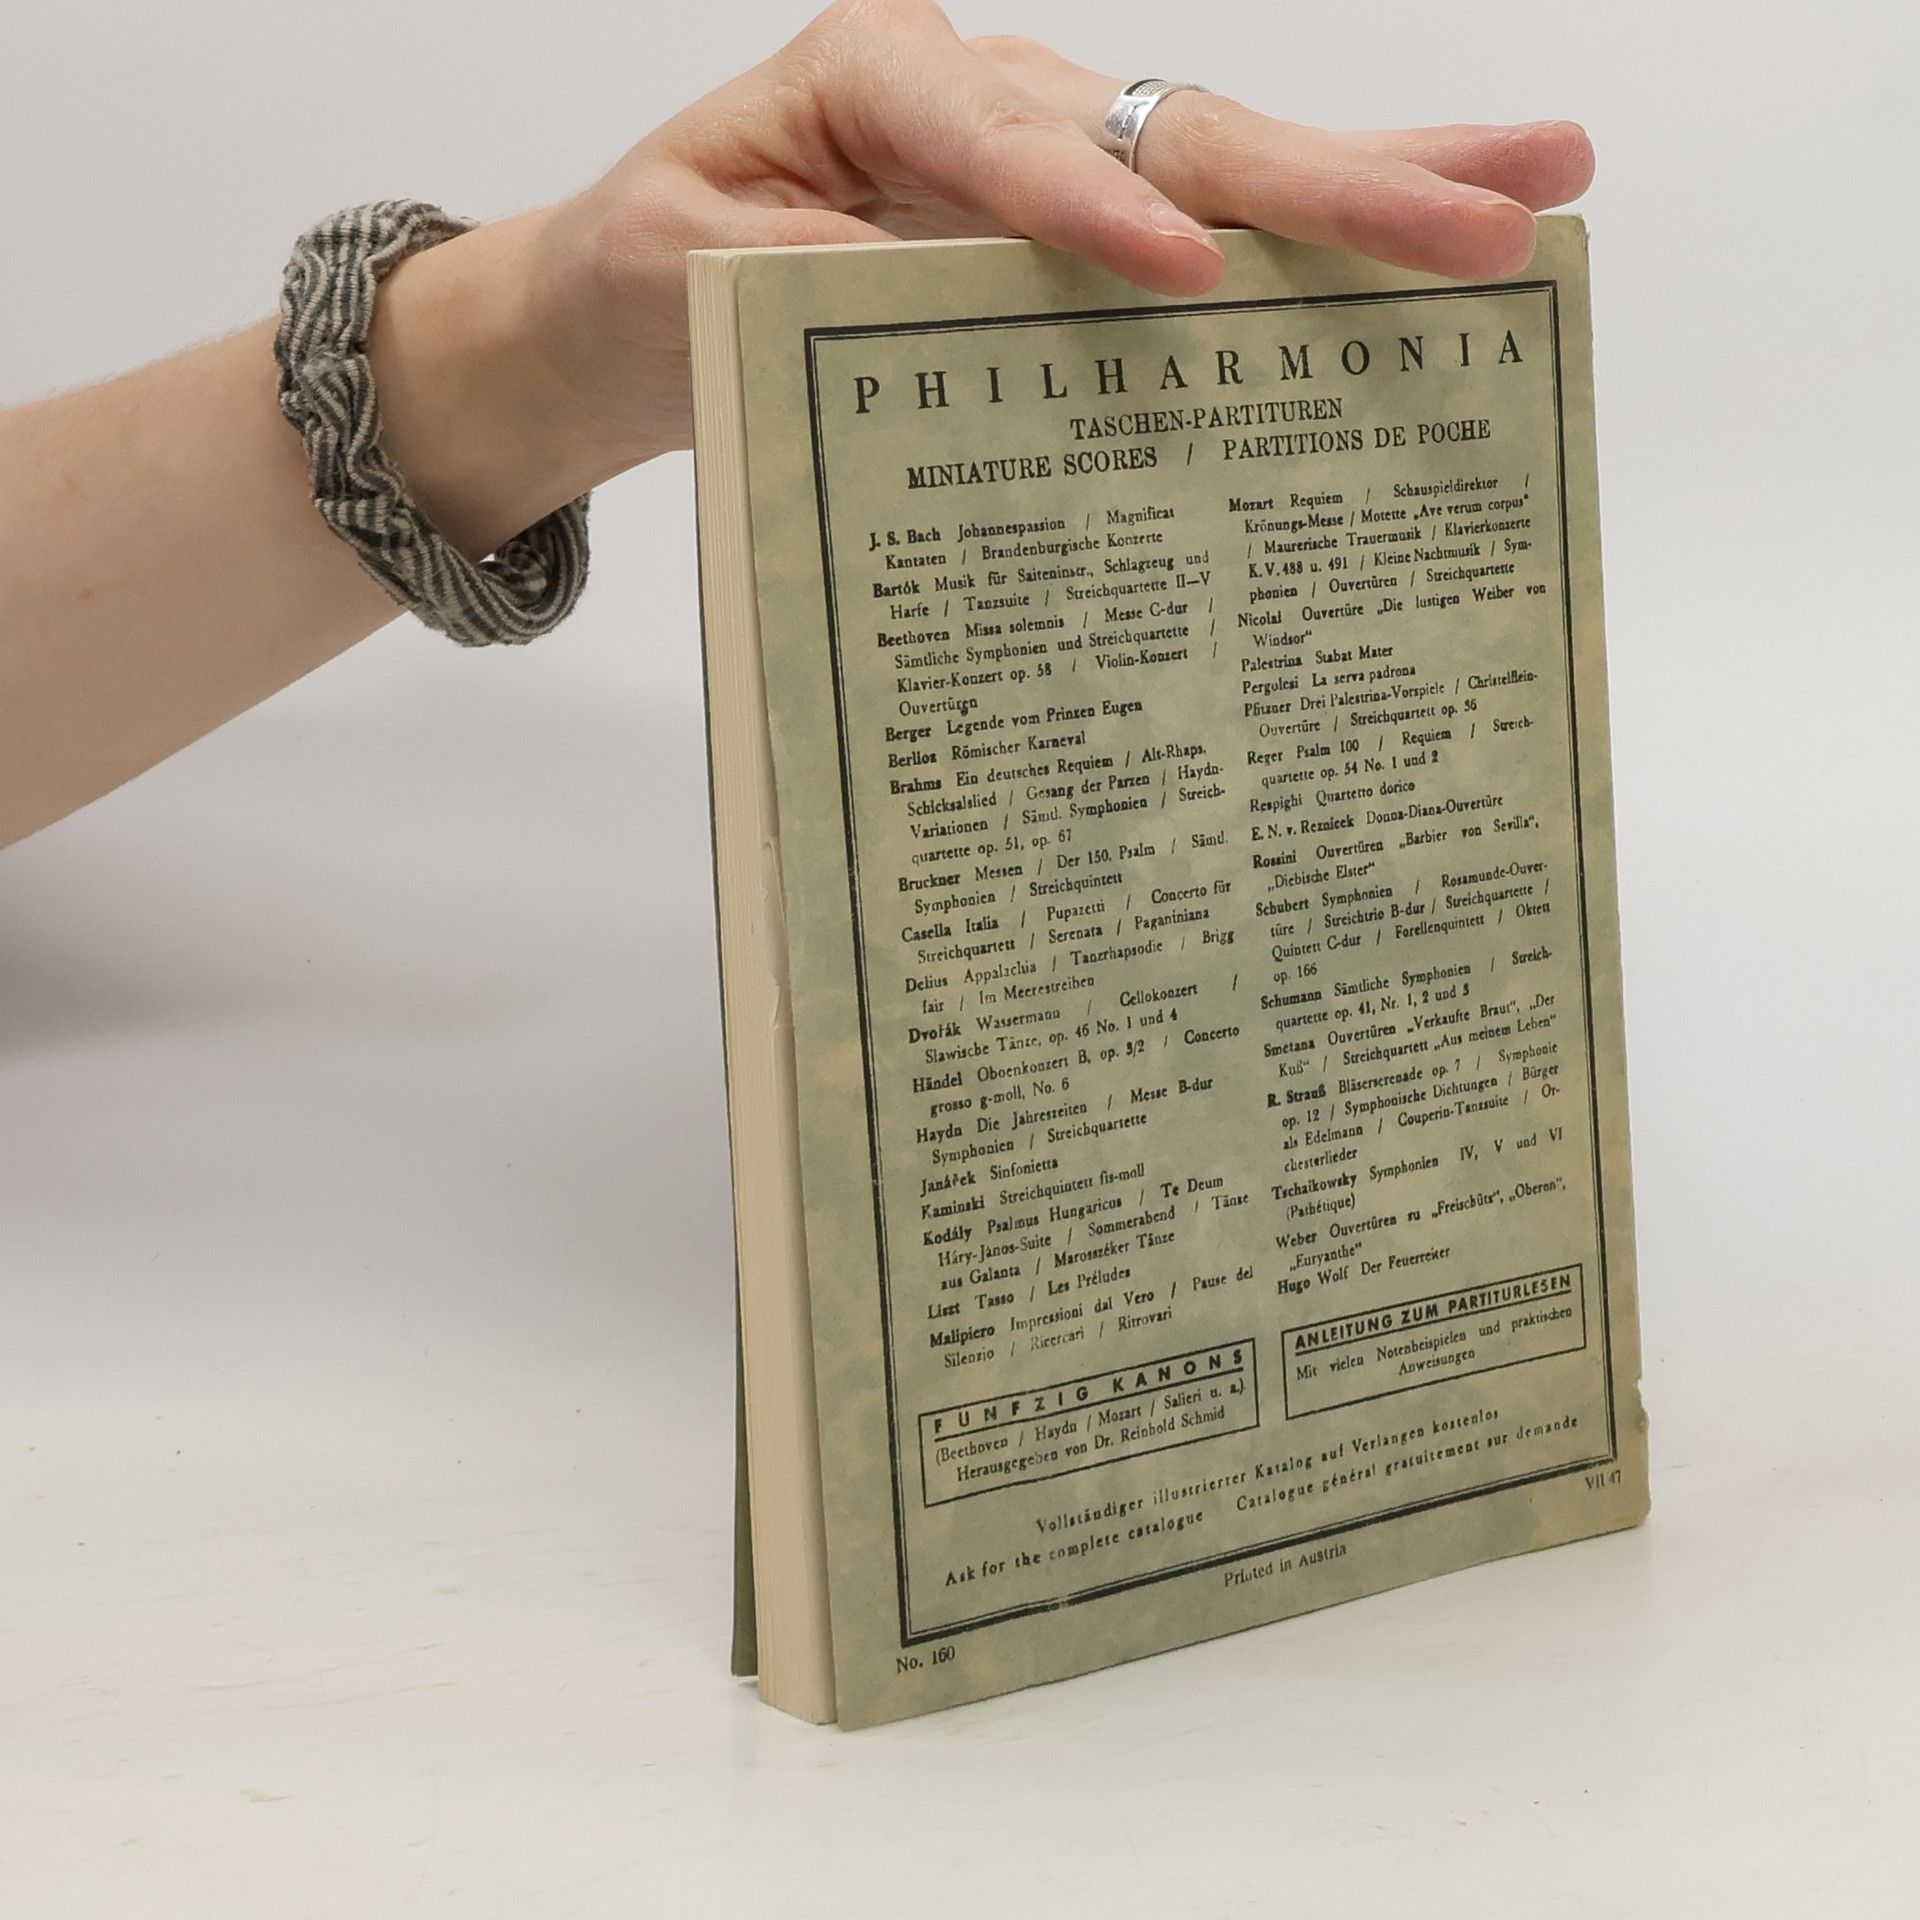 PHILHARMONIA
TASCHEN-PARTITUREN
MINIATURE SCORES / PARTITIONS DE POCHE
J. S. Bach Johannespassion / Magnificat
Kantaten / Brandenburgische Konzerte
Bartók Musik für Saiteninstr., Schlagzeug und
Harfe / Tanzsuite / Streichquartette II—V
Beethoven Missa solemnis / Messe C-dur /
Sämtliche Symphonien und Streichquartette /
Klavier-Konzert op. 58 / Violin-Konzert /
Ouvertüren
Berger Legende vom Prinzen Eugen
Berlioz Römischer Karneval
Brahms Ein deutsches Requiem / Alt-Rhaps.
Schicksalslied / Gesang der Parzen / Haydn-
Variationen / Sämtl. Symphonien / Streich-
quartette op. 51, op. 67
Bruckner Messen / Der 150. Psalm / Sämtl.
Symphonien / Streichquintett
Casella Italia / Pupazetti / Concerto für
Streichquartett / Serenata / Paganiniana
Delius Appalachia / Tanzrhapsodie / Brigg
fair / Im Meerestreiben
Dvořák Wassermann / Cellokonzert /
Slawische Tänze, op. 46 No. 1 und 4
Händel Oboenkonzert B, op. 3/2 / Concerto
grosso g-moll, No. 6
Haydn Die Jahreszeiten / Messe B-dur
Symphonien / Streichquartette
Janáček Sinfonietta
Kaminski Streichquintett fis-moll
Kodály Psalmus Hungaricus / Te Deum
Háry-János-Suite / Sommerabend / Tänze
aus Galanta / Marosszéker Tänze
Liszt Tasso / Les Préludes
Malipiero Impressioni dal Vero / Pause del
Silenzio / Ricercari / Ritrovari
Mozart Requiem / Schauspieldirektor /
Krönungs-Messe / Motette „Ave verum corpus"
/ Maurerische Trauermusik / Klavierkonzerte
K. V. 488 u. 491 / Kleine Nachtmusik / Sym-
phonien / Ouvertüren / Streichquartette
Nicolai Ouvertüre „Die lustigen Weiber von
Windsor"
Palestrina Stabat Mater
Pergolesi La serva padrona
Pfitzner Drei Palestrina-Vorspiele / Christelflein-
Ouvertüre / Streichquartett op. 36
Reger Psalm 100 / Requiem / Streich-
quartette op. 54 No. 1 und 2
Respighi Quartetto dorico
E. N. v. Reznicek Donna-Diana-Ouvertüre
Rossini Ouvertüren „Barbier von Sevilla",
„Diebische Elster"
Schubert Symphonien / Rosamunde-Ouver-
türe / Streichtrio B-dur / Streichquartette /
Quintett C-dur / Forellenquintett / Oktett
op. 166
Schumann Sämtliche Symphonien / Streich-
quartette op. 41, Nr. 1, 2 und 3
Smetana Ouvertüren „Verkaufte Braut", „Der
Kuß" / Streichquartett „Aus meinem Leben"
R. Strauß Bläserserenade op. 7 / Symphonie
op. 12 / Symphonische Dichtungen / Bürger
als Edelmann / Couperin-Tanzsuite / Or-
chesterlieder
Tschaikowsky Symphonien IV, V und VI
(Pathétique)
Weber Ouvertüren zu „Freischütz", „Oberon",
„Euryanthe"
Hugo Wolf Der Feuerreiter
FUNFZIG KANONS
(Beethoven / Haydn / Mozart / Salieri u. a.)
Herausgegeben von Dr. Reinhold Schmid
ANLEITUNG ZUM PARTITURLESEN
Mit vielen Notenbeispielen und praktischen
Anweisungen
Vollständiger illustrierter Katalog auf Verlangen kostenlos
Ask for the complete catalogue Catalogue général gratuitement sur demande
No. 160
Printed in Austria
VII 47